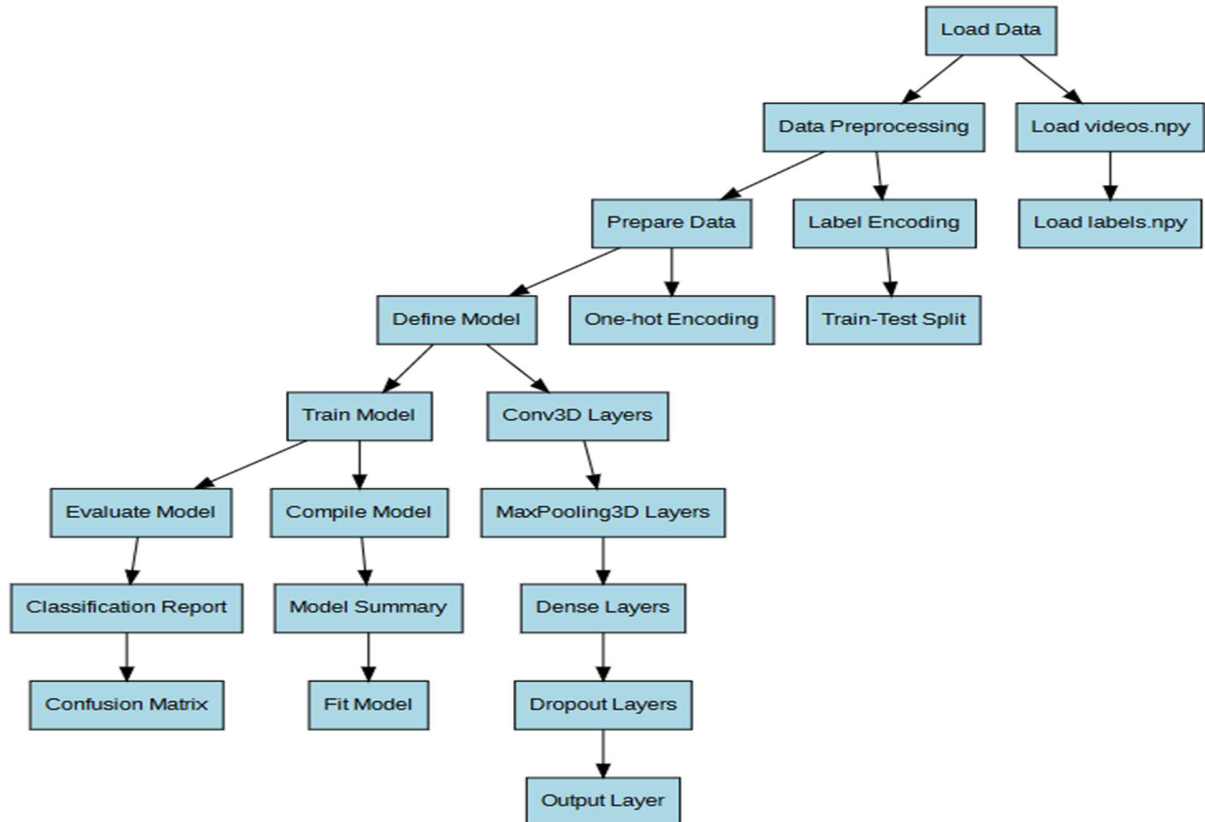 Load Data
Data Preprocessing
Load videos.npy
Prepare Data
Label Encoding
Load labels.npy
Define Model
One-hot Encoding
Train-Test Split
Train Model
Conv3D Layers
Evaluate Model
Compile Model
MaxPooling3D Layers
Classification Report
Model Summary
Dense Layers
Confusion Matrix
Fit Model
Dropout Layers
Output Layer